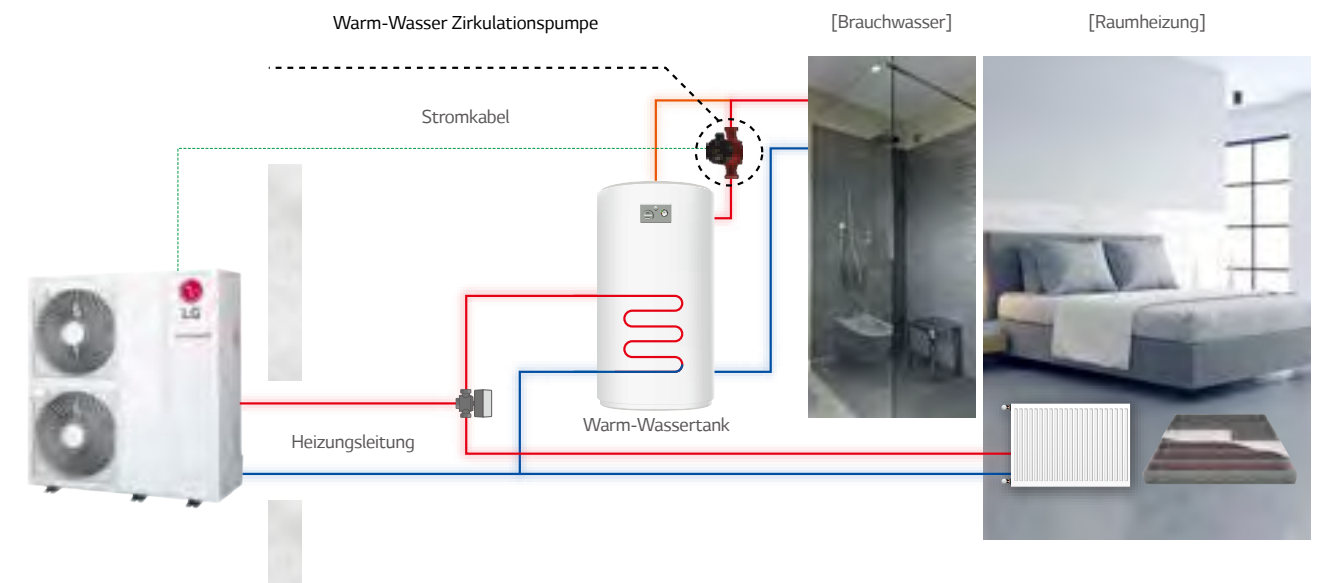 Warm-Wasser Zirkulationspumpe
[Brauchwasser]
[Raumheizung]
Stromkabel
LG
Warm-Wassertank
Heizungsleitung